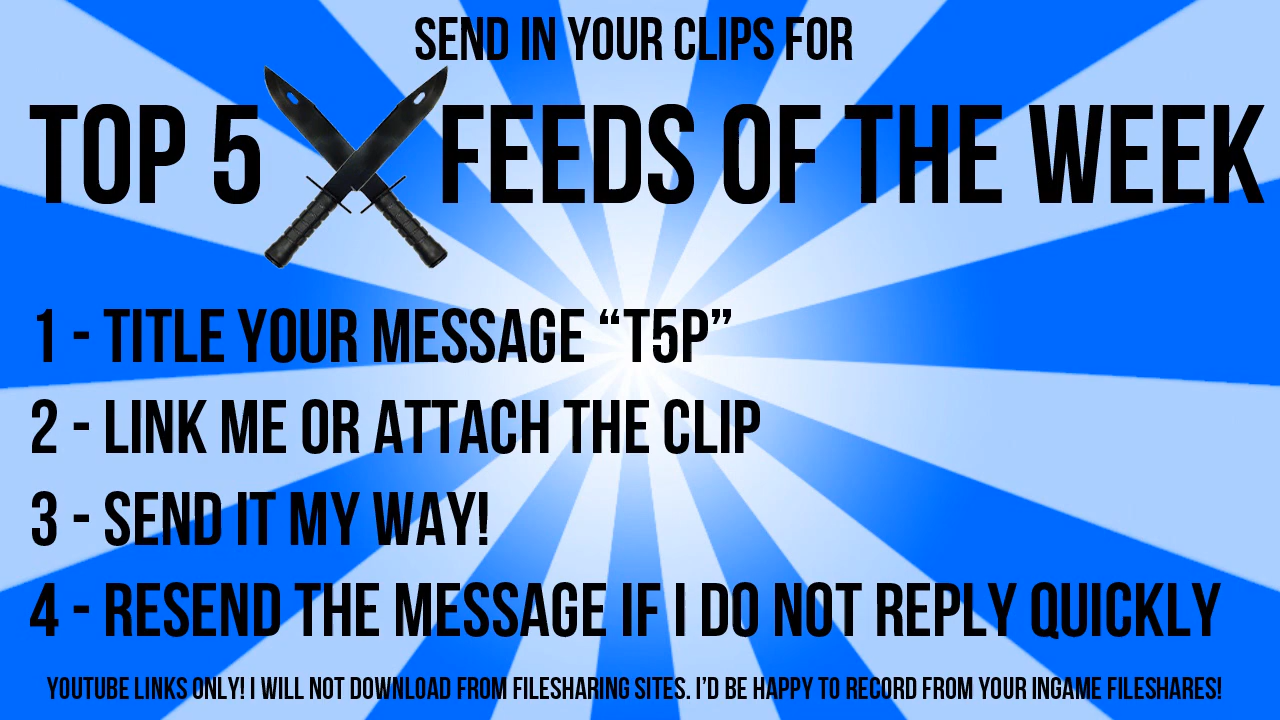 SEND IN YOUR CLIPS FOR
TOP 5 FEEDS OF THE WEEK
1 - TITLE YOUR MESSAGE “T5P”
2 - LINK ME OR ATTACH THE CLIP
3 - SEND IT MY WAY!
4 - RESEND THE MESSAGE IF I DO NOT REPLY QUICKLY
YOUTUBE LINKS ONLY! I WILL NOT DOWNLOAD FROM FILESHARING SITES. I’D BE HAPPY TO RECORD FROM YOUR INGAME FILESHARES!